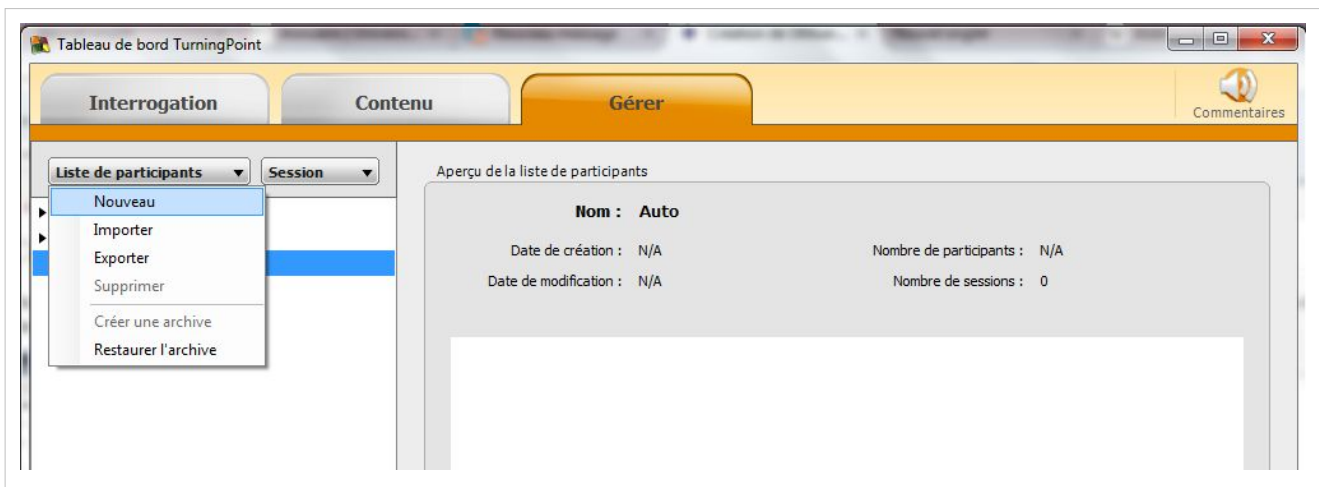 Tableau de bord TurningPoint
Interrogation Contenu Gérer
Commentaires
Liste de participants Session
Nouveau
Importer
Exporter
Supprimer
Créer une archive
Restaurer l'archive
Aperçu de la liste de participants
Nom : Auto
Date de création : N/A Nombre de participants : N/A
Date de modification : N/A Nombre de sessions : 0